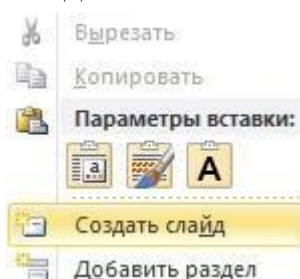 Вырезать
Копировать
Параметры вставки:
a A
Создать слайд
Добавить раздел